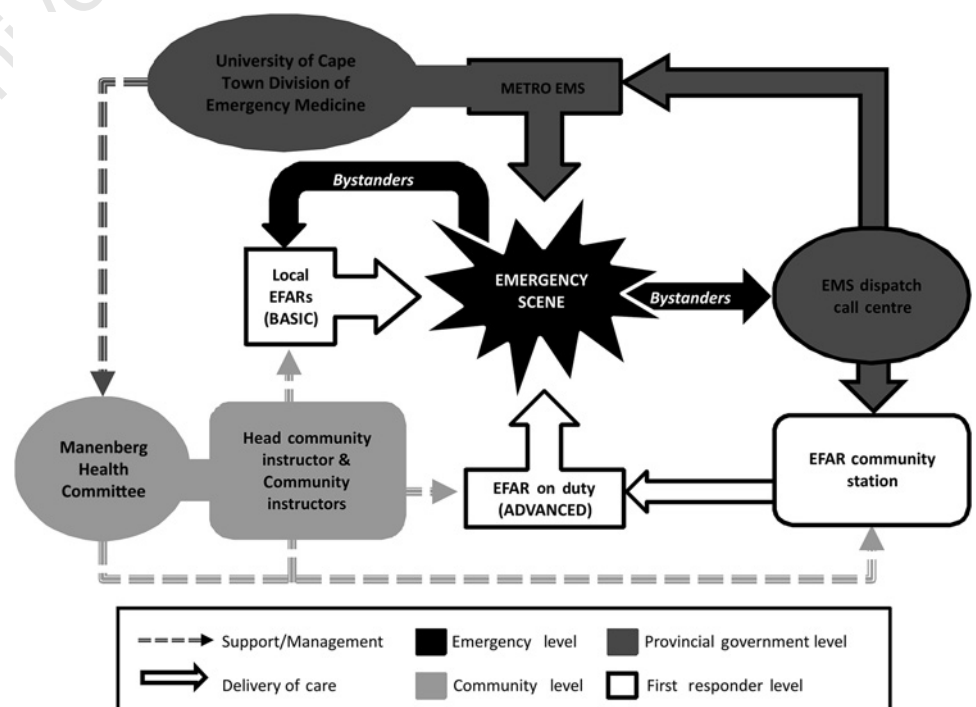 University of Cape
Town Division of
Emergency Medicine
METRO EMS
Bystanders
Local
EFARs
(BASIC)
EMERGENCY
SCENE
Bystanders
EMS dispatch
call centre
Manenberg
Health
Committee
Head community
instructor &
Community
instructors
EFAR on duty
(ADVANCED)
EFAR community
station
Support/Management
Emergency level
Provincial government level
Delivery of care
Community level
First responder level